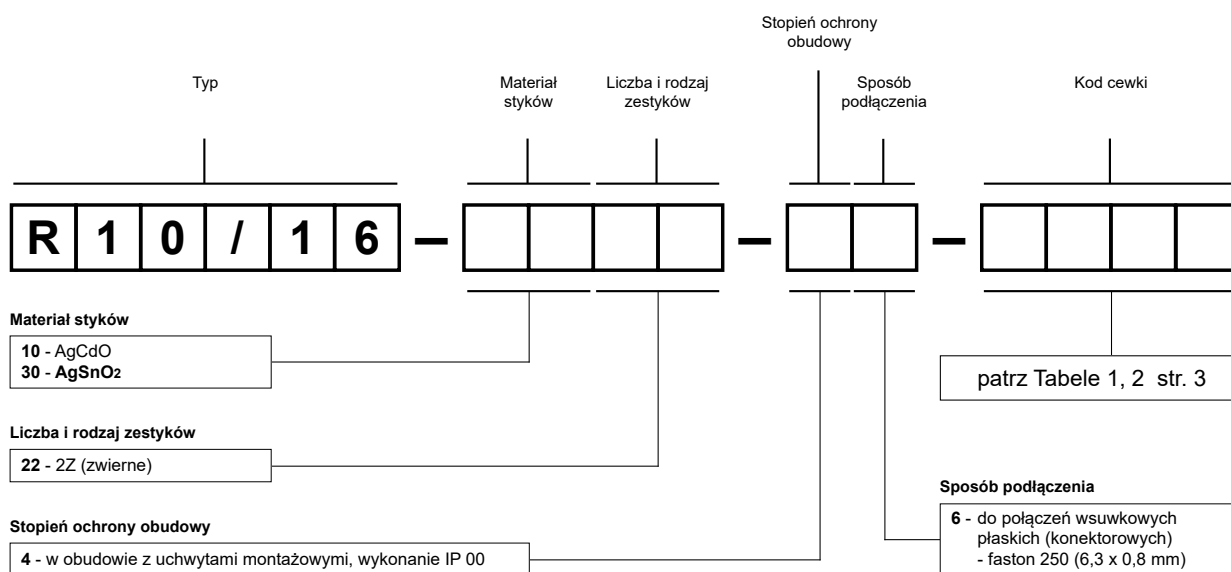 Stopień ochrony
obudowy
Typ
Materiał
styków
Liczba i rodzaj
zestyków
Sposób
podłączenia
Kod cewki
R 1 0 / 1 6 – – –
Materiał styków
10 - AgCdO
30 - AgSnO2
patrz Tabele 1, 2 str. 3
Liczba i rodzaj zestyków
22 - 2Z (zwierne)
Sposób podłączenia
6 - do połączeń wsuwkowych
płaskich (konektorowych)
- faston 250 (6,3 x 0,8 mm)
Stopień ochrony obudowy
4 - w obudowie z uchwytami montażowymi, wykonanie IP 00